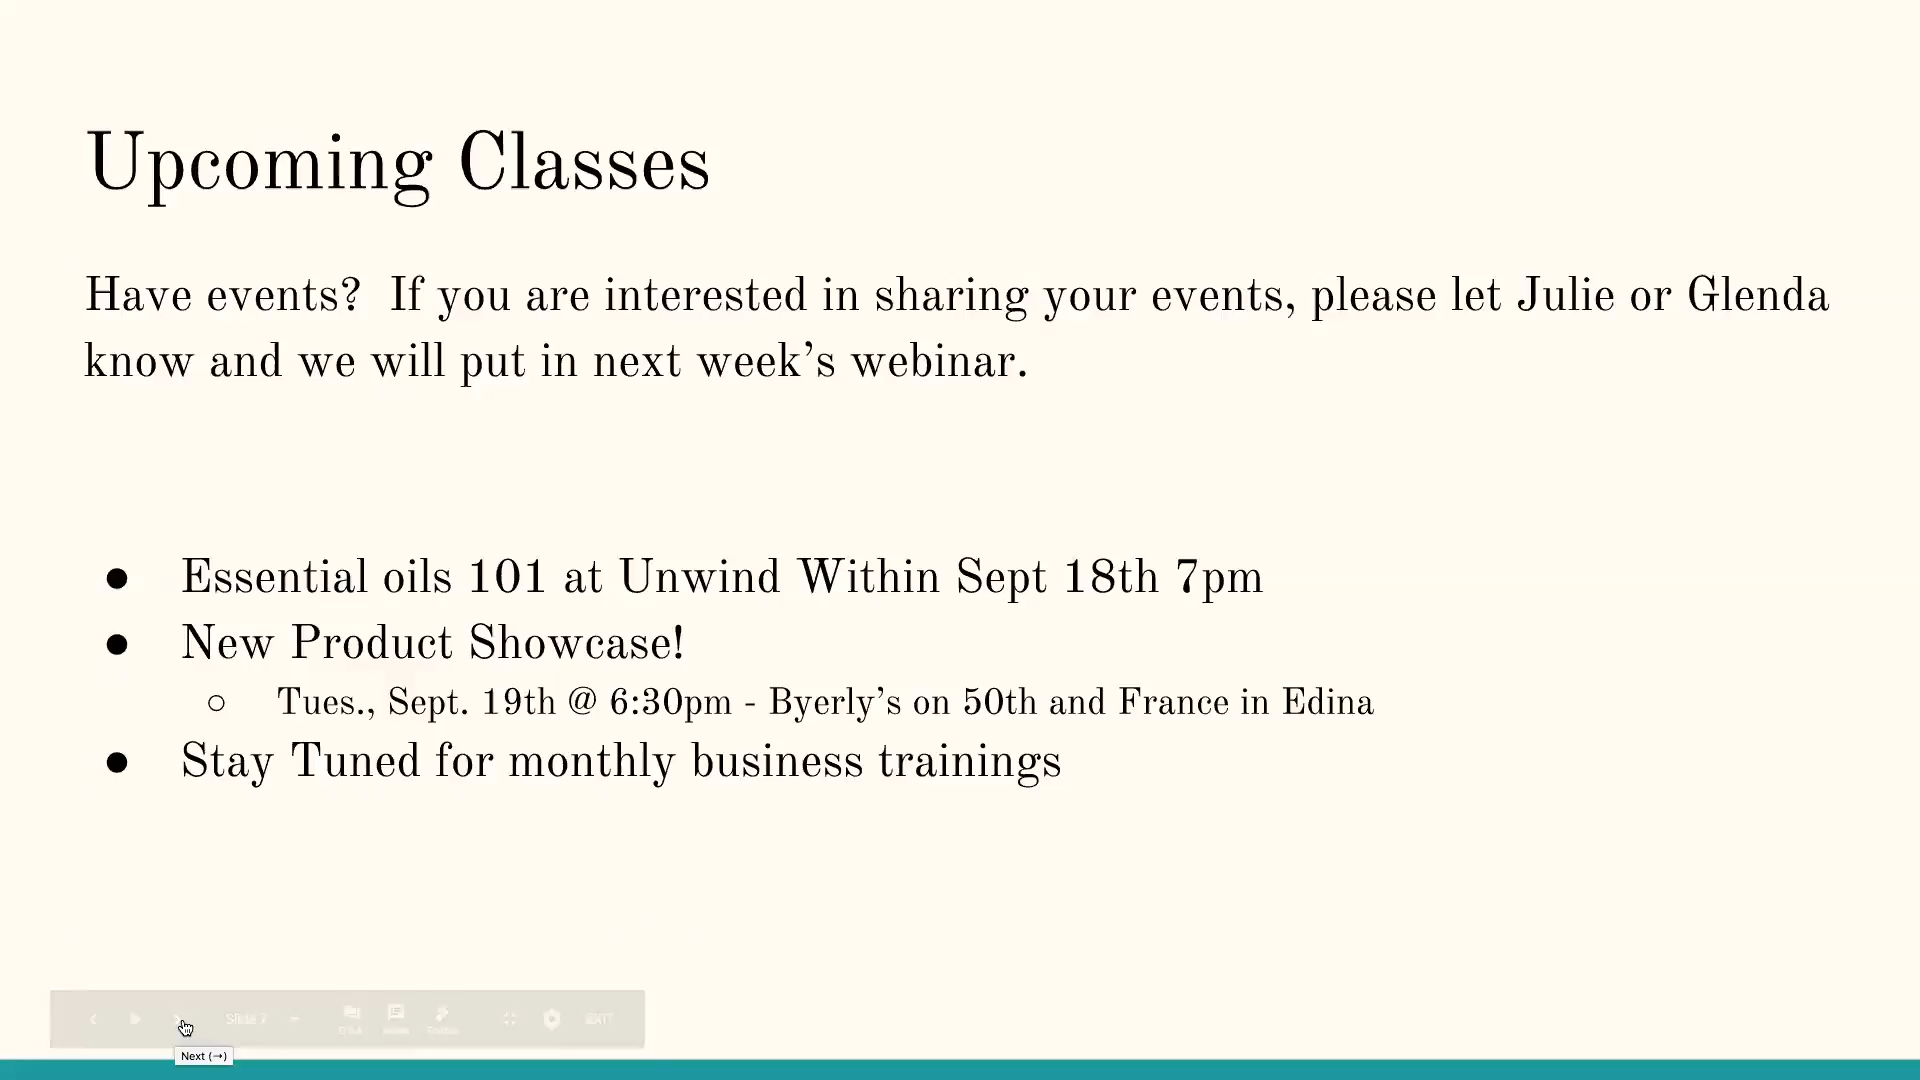 Upcoming Classes
Have events?  If you are interested in sharing your events, please let Julie or Glenda
know and we will put in next week’s webinar.
● Essential oils 101 at Unwind Within Sept 18th 7pm
● New Product Showcase!
○ Tues., Sept. 19th @ 6:30pm - Byerly’s on 50th and France in Edina
● Stay Tuned for monthly business trainings
Slide 7
EXIT
Next (→)